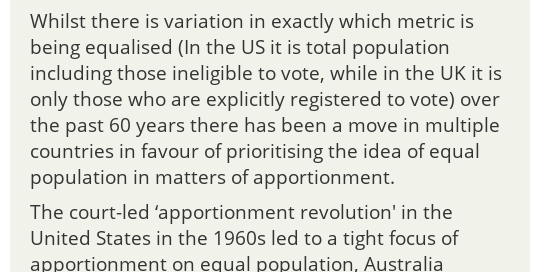 Whilst there is variation in exactly which metric is
being equalised (In the US it is total population
including those ineligible to vote, while in the UK it is
only those who are explicitly registered to vote) over
the past 60 years there has been a move in multiple
countries in favour of prioritising the idea of equal
population in matters of apportionment.
The court-led ‘apportionment revolution' in the
United States in the 1960s led to a tight focus of
apportionment on equal population, Australia